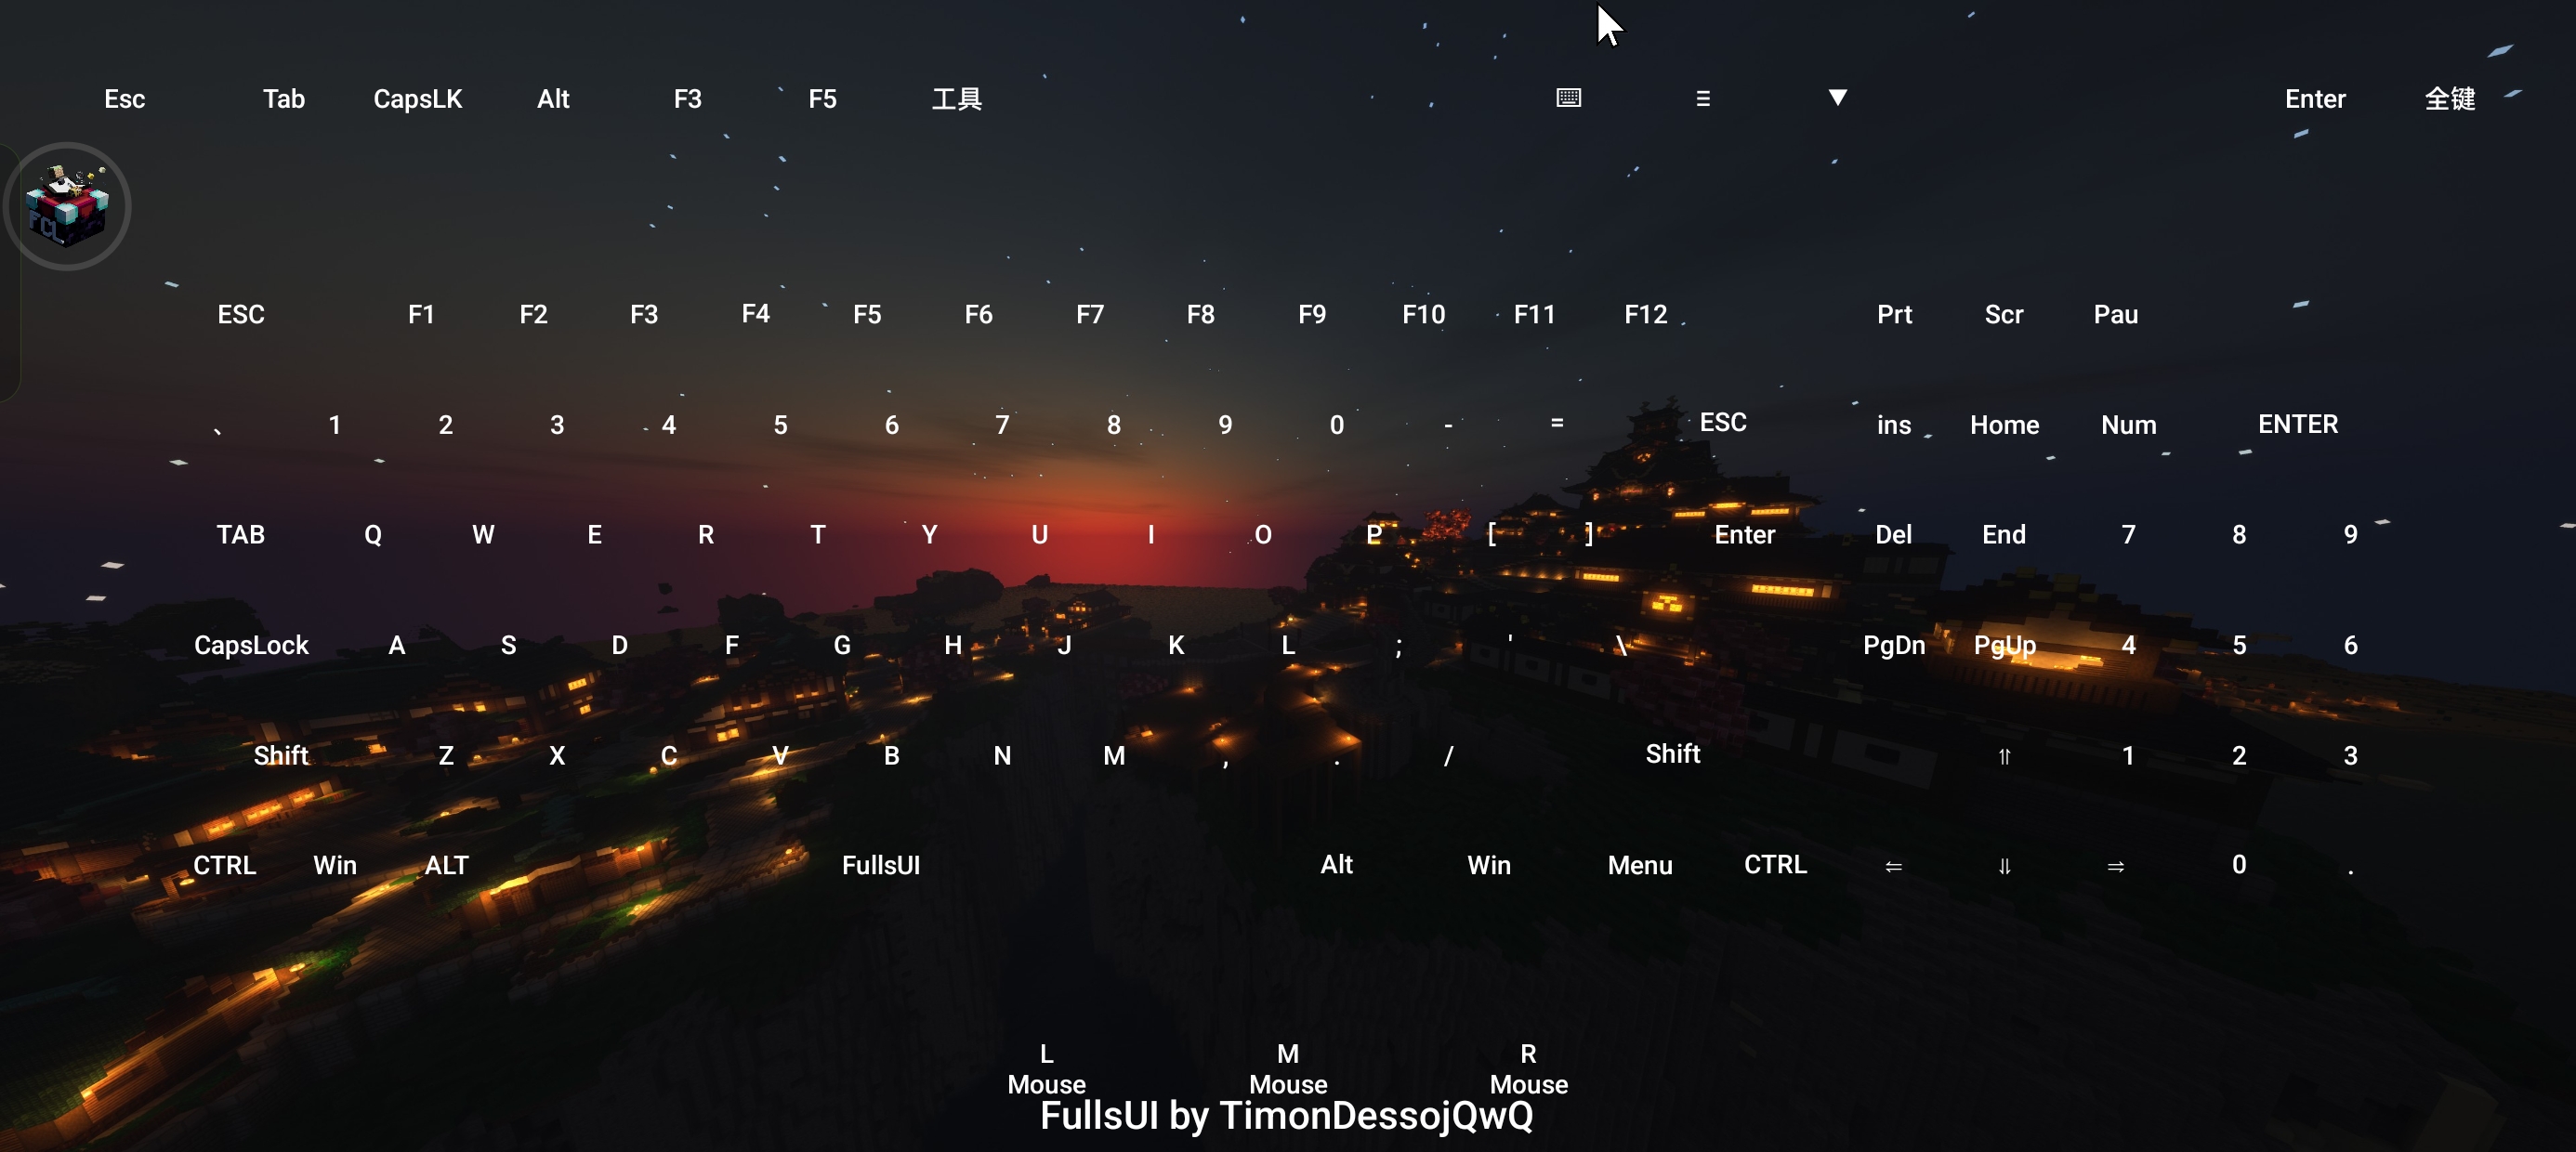 Esc Tab CapsLK Alt F3 F5 工具 ⌨ ☰ ▼ Enter 全键
FCL
ESC F1 F2 F3 F4 F5 F6 F7 F8 F9 F10 F11 F12 Prt Scr Pau
、 1 2 3 4 5 6 7 8 9 0 - = ESC ins Home Num ENTER
TAB Q W E R T Y U I O P [ ] Enter Del End 7 8 9
CapsLock A S D F G H J K L ; ' \ PgDn PgUp 4 5 6
Shift Z X C V B N M , . / Shift ⇑ 1 2 3
CTRL Win ALT FullsUI Alt Win Menu CTRL ⇐ ⇓ ⇒ 0 .
L M R
Mouse Mouse Mouse
FullsUI by TimonDessojQwQ